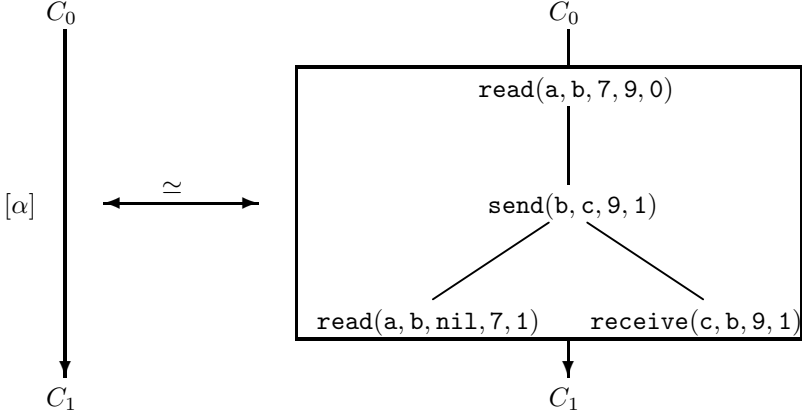 C₀ C₀
read(a, b, 7, 9, 0)
≃
[α] send(b, c, 9, 1)
read(a, b, nil, 7, 1) receive(c, b, 9, 1)
C₁ C₁